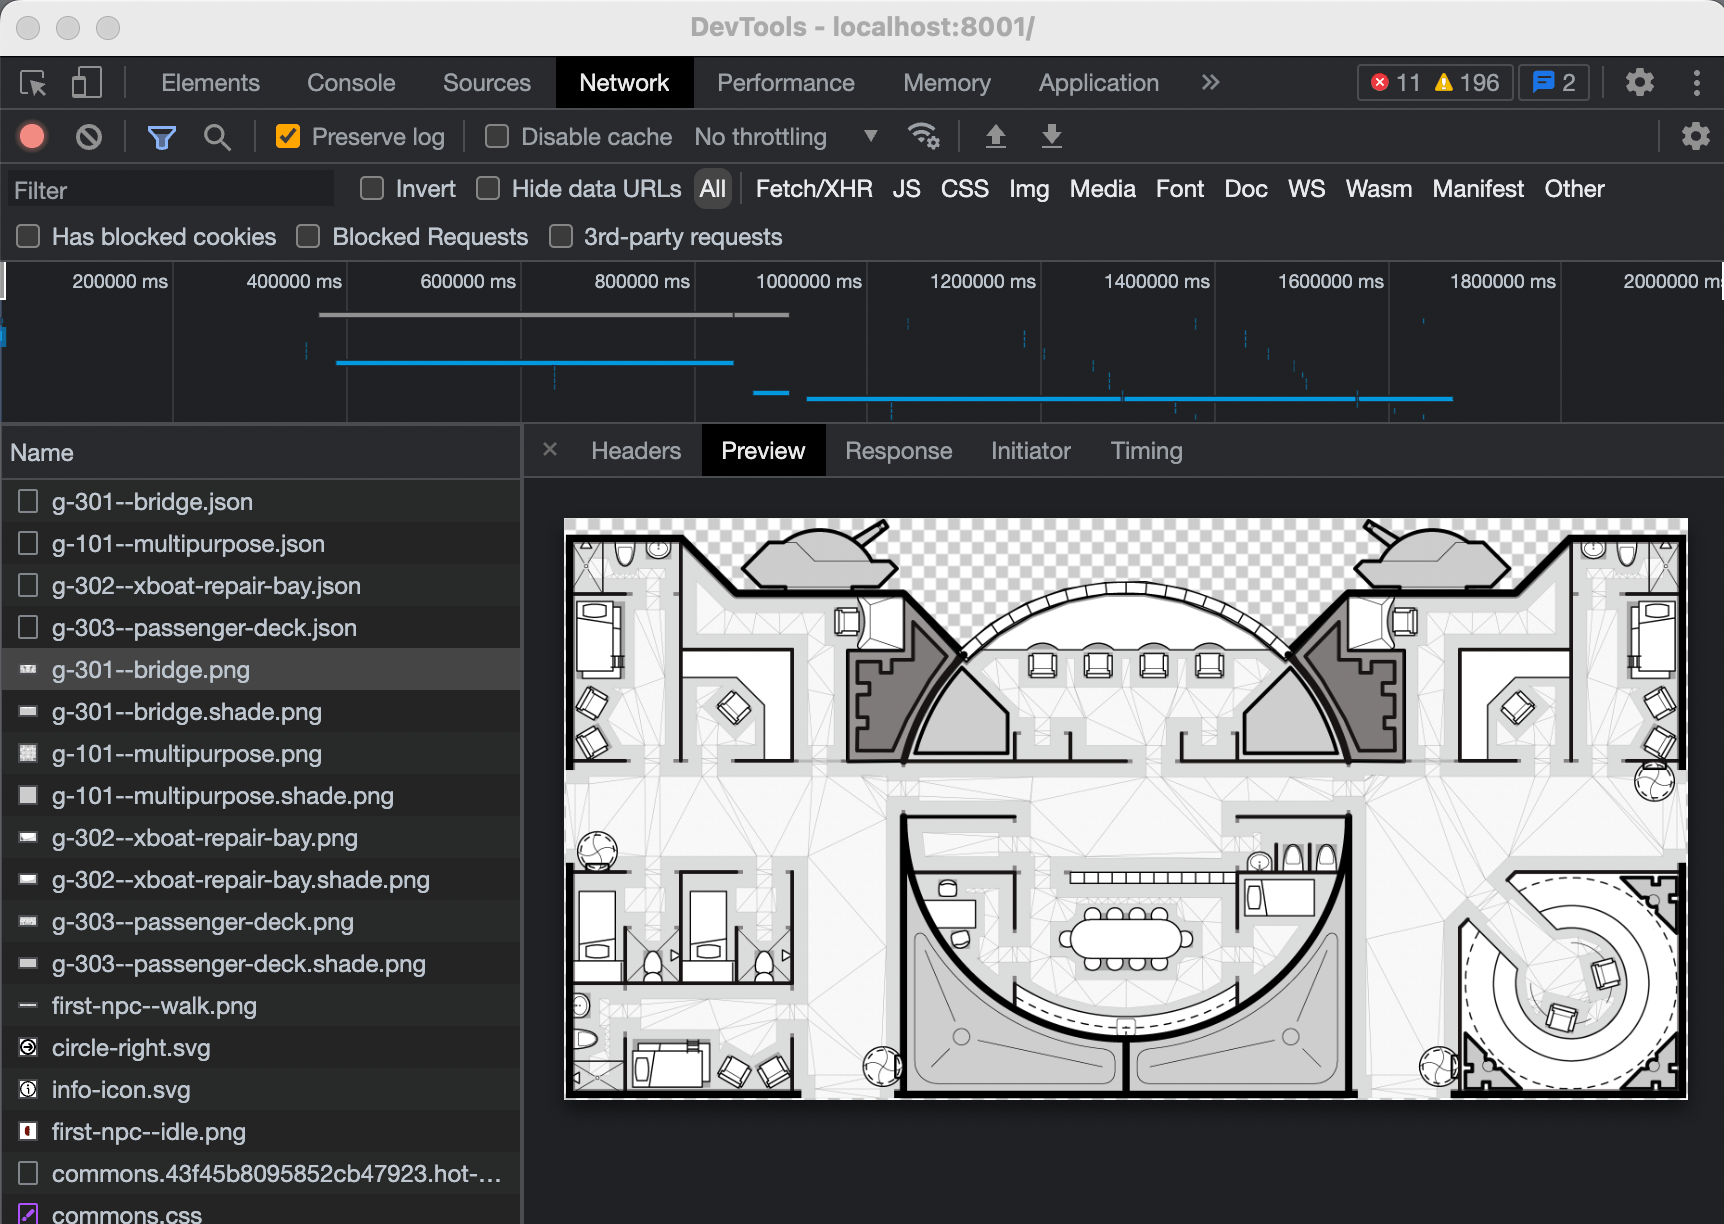 DevTools - localhost:8001/
Elements Console Sources Network Performance Memory Application » 11 196 2
Preserve log Disable cache No throttling
Filter Invert Hide data URLs All Fetch/XHR JS CSS Img Media Font Doc WS Wasm Manifest Other
Has blocked cookies Blocked Requests 3rd-party requests
200000 ms 400000 ms 600000 ms 800000 ms 1000000 ms 1200000 ms 1400000 ms 1600000 ms 1800000 ms 2000000 ms
Name
× Headers Preview Response Initiator Timing
g-301--bridge.json
g-101--multipurpose.json
g-302--xboat-repair-bay.json
g-303--passenger-deck.json
g-301--bridge.png
g-301--bridge.shade.png
g-101--multipurpose.png
g-101--multipurpose.shade.png
g-302--xboat-repair-bay.png
g-302--xboat-repair-bay.shade.png
g-303--passenger-deck.png
g-303--passenger-deck.shade.png
first-npc--walk.png
circle-right.svg
info-icon.svg
first-npc--idle.png
commons.43f45b8095852cb47923.hot-…
commons.css